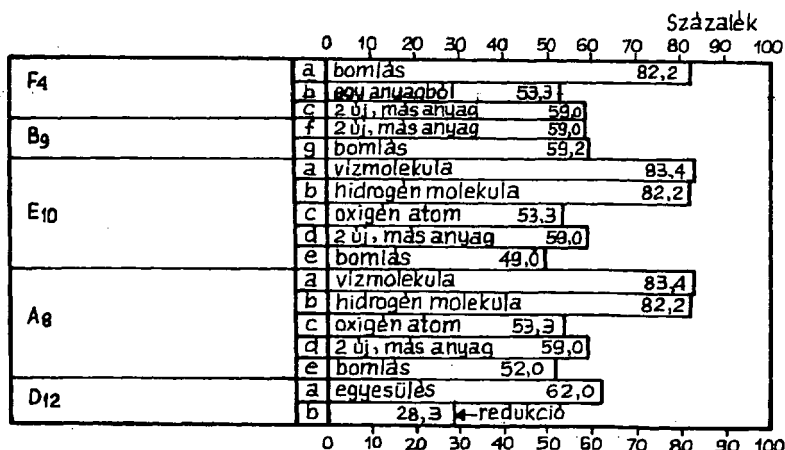 Százalék
0 10 20 30 40 50 60 70 80 90 100
F4 a bomlás 82,2
b egy anyagból 53,3
c 2 új, más anyag 59,0
B9 f 2 új, más anyag 59,0
g bomlás 59,2
E10 a vízmolekula 83,4
b hidrogén molekula 82,2
c oxigén atom 53,3
d 2 új, más anyag 59,0
e bomlás 49,0
A8 a vízmolekula 83,4
b hidrogén molekula 82,2
c oxigén atom 53,3
d 2 új, más anyag 59,0
e bomlás 52,0
D12 a egyesülés 62,0
b 28,3 redukció
0 10 20 30 40 50 60 70 80 90 100